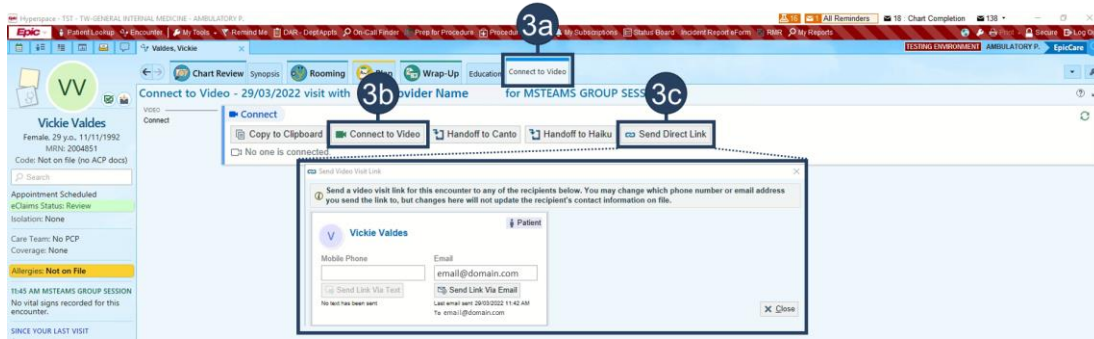 Hyperspace - TST - TW-GENERAL INTERNAL MEDICINE - AMBULATORY P.
16 1 All Reminders 18 : Chart Completion 138
3a
Epic Patient Lookup Encounter My Tools Remind Me DAR - DeptAppts On-Call Finder Prep for Procedure Procedur My Subscriptions Status Board Incident Report eForm RMR My Reports Print Secure Log O
Valdes, Vickie TESTING ENVIRONMENT AMBULATORY P. EpicCare
VV
Chart Review Synopsis Rooming Plan Wrap-Up Education Connect to Video
Connect to Video - 29/03/2022 visit with Provider Name for MSTEAMS GROUP SESS
3b
3c
VIDEO
Connect
Connect
Copy to Clipboard Connect to Video Handoff to Canto Handoff to Haiku Send Direct Link
No one is connected.
Vickie Valdes
Female, 29 y.o., 11/11/1992
MRN: 2004851
Code: Not on file (no ACP docs)
Search
Appointment Scheduled
eClaims Status: Review
Isolation: None
Care Team: No PCP
Coverage: None
Allergies: Not on File
11:45 AM MSTEAMS GROUP SESSION
No vital signs recorded for this
encounter.
SINCE YOUR LAST VISIT
Send Video Visit Link
Send a video visit link for this encounter to any of the recipients below. You may change which phone number or email address
you send the link to, but changes here will not update the recipient's contact information on file.
Patient
V Vickie Valdes
Mobile Phone Email
email@domain.com
Send Link Via Text Send Link Via Email
No text has been sent Last email sent 29/03/2022 11:42 AM
To email@domain.com
Close